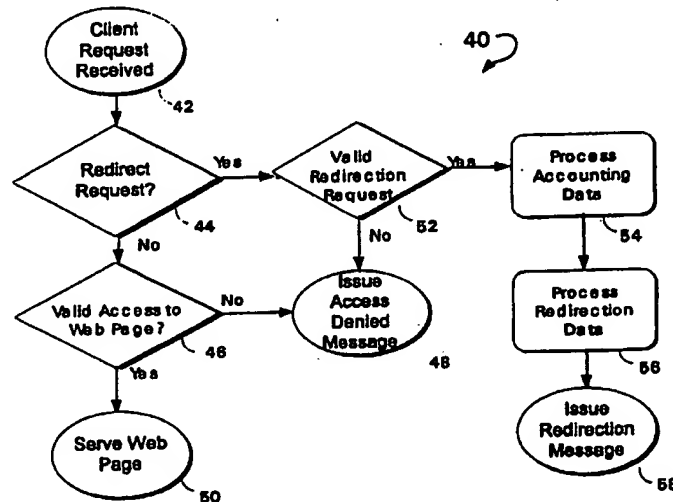 Client
Request
Received
42
40
Redirect
Request?
Yes
44
No
Valid
Redirection
Request
Yes
52
No
Process
Accounting
Data
54
Valid Access to
Web Page?
No
46
Yes
Issue
Access
Denied
Message
48
Process
Redirection
Data
56
Serve Web
Page
50
Issue
Redirection
Message
58